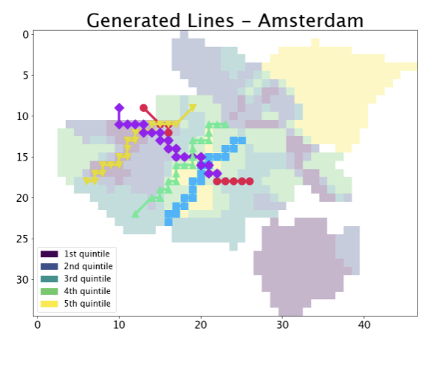 Generated Lines – Amsterdam
0
5
10
15
20
25
30
1st quintile
2nd quintile
3rd quintile
4th quintile
5th quintile
0 10 20 30 40